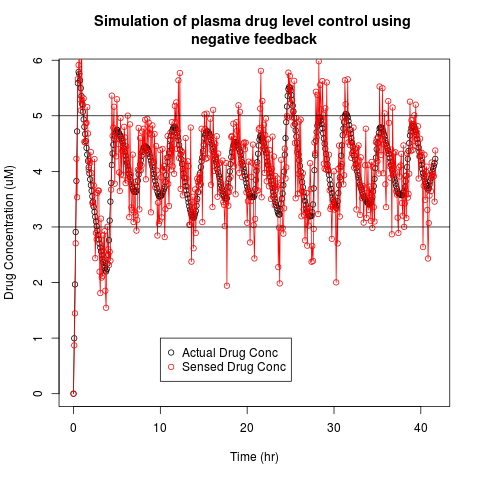 Simulation of plasma drug level control using
negative feedback
6
5
4
3
2
1
0
Drug Concentration (uM)
Actual Drug Conc
Sensed Drug Conc
0 10 20 30 40
Time (hr)